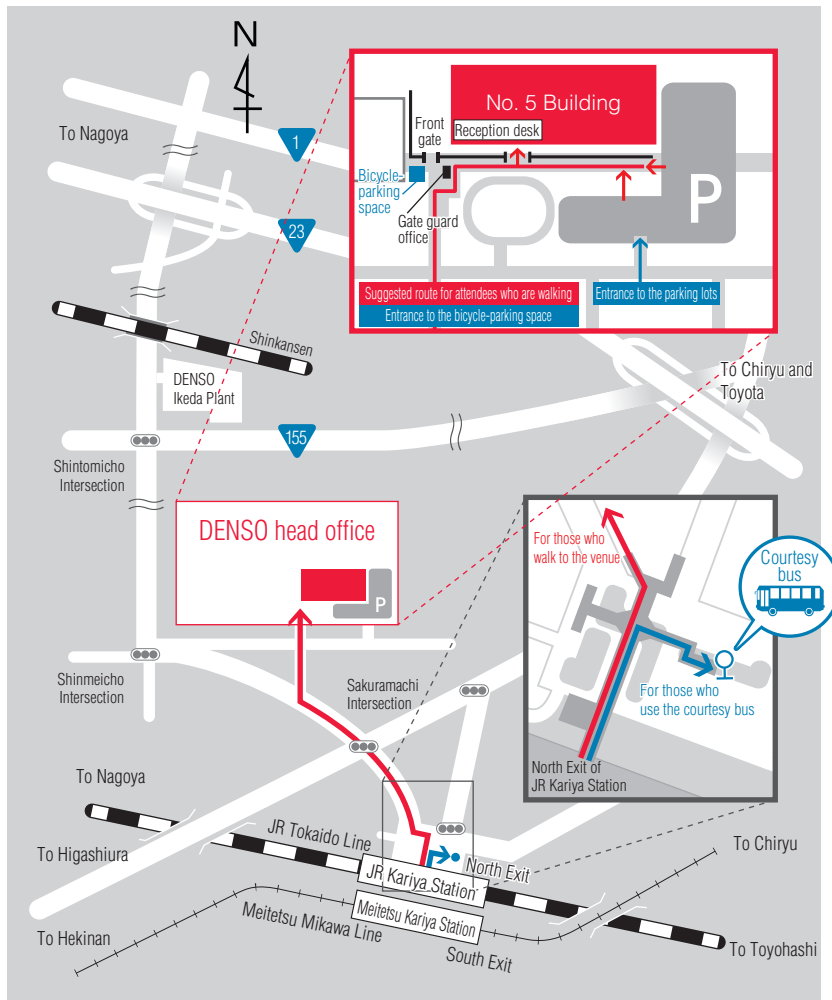 N
To Nagoya
1
23
No. 5 Building
Front
gate
Reception desk
Bicycle-
parking
space
Gate guard
office
P
Suggested route for attendees who are walking
Entrance to the bicycle-parking space
Entrance to the parking lots
Shinkansen
DENSO
Ikeda Plant
To Chiryu and
Toyota
155
Shintomicho
Intersection
DENSO head office
P
For those who
walk to the venue
Courtesy
bus
For those who
use the courtesy bus
North Exit of
JR Kariya Station
Shinmeicho
Intersection
Sakuramachi
Intersection
To Nagoya
JR Tokaido Line
To Higashiura
North Exit
To Chiryu
JR Kariya Station
Meitetsu Kariya Station
Meitetsu Mikawa Line
South Exit
To Hekinan
To Toyohashi